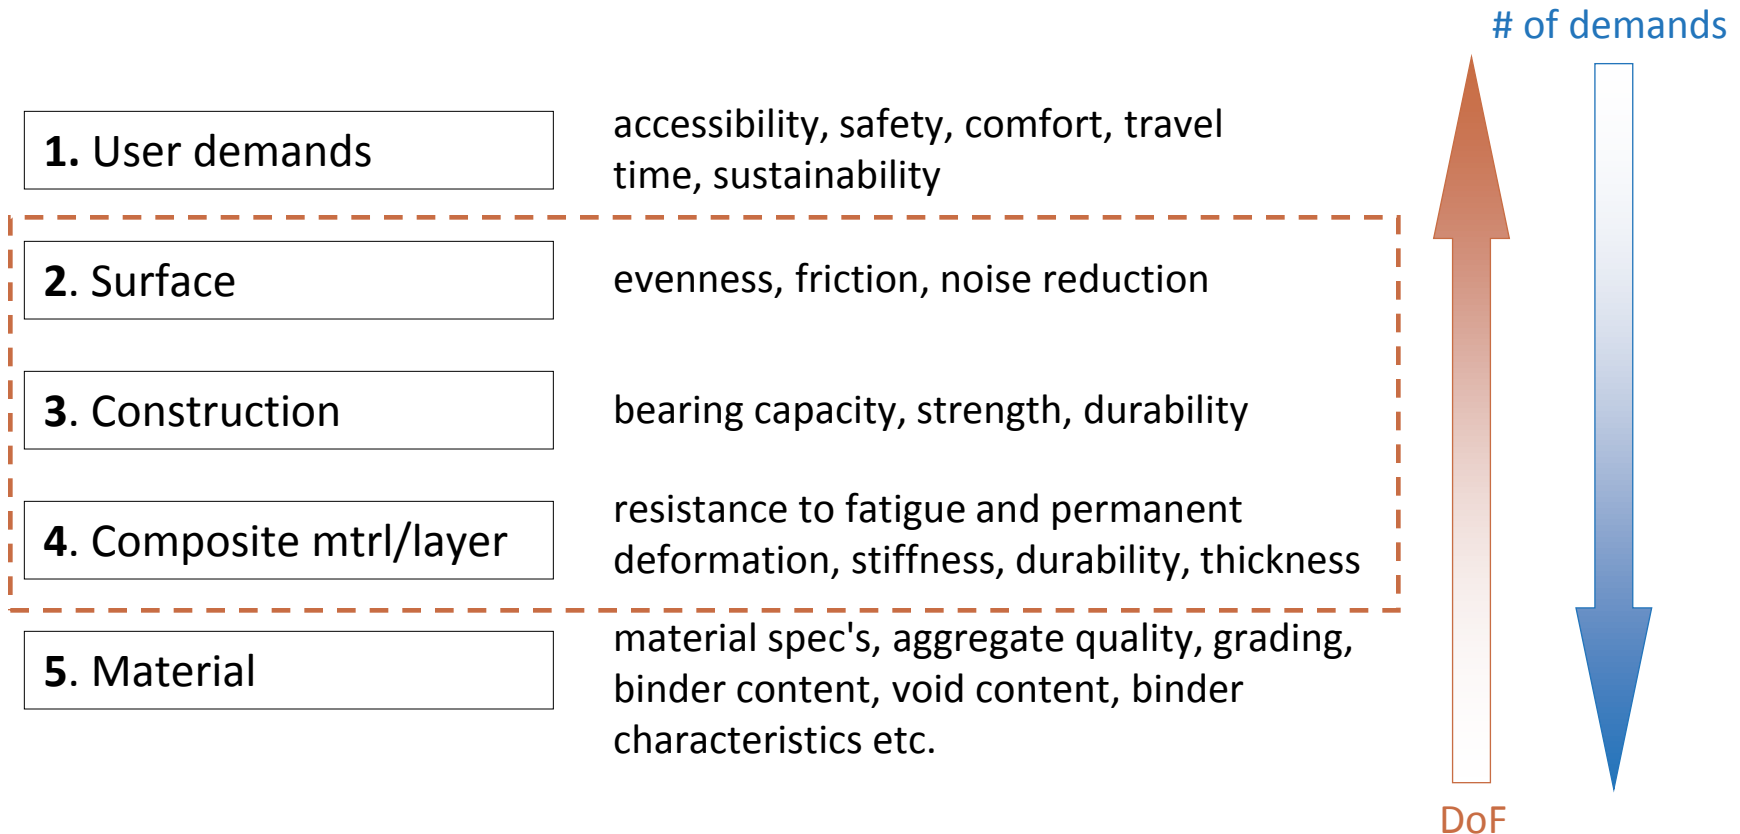 # of demands
1. User demands
accessibility, safety, comfort, travel
time, sustainability
2. Surface
evenness, friction, noise reduction
3. Construction
bearing capacity, strength, durability
4. Composite mtrl/layer
resistance to fatigue and permanent
deformation, stiffness, durability, thickness
5. Material
material spec's, aggregate quality, grading,
binder content, void content, binder
characteristics etc.
DoF